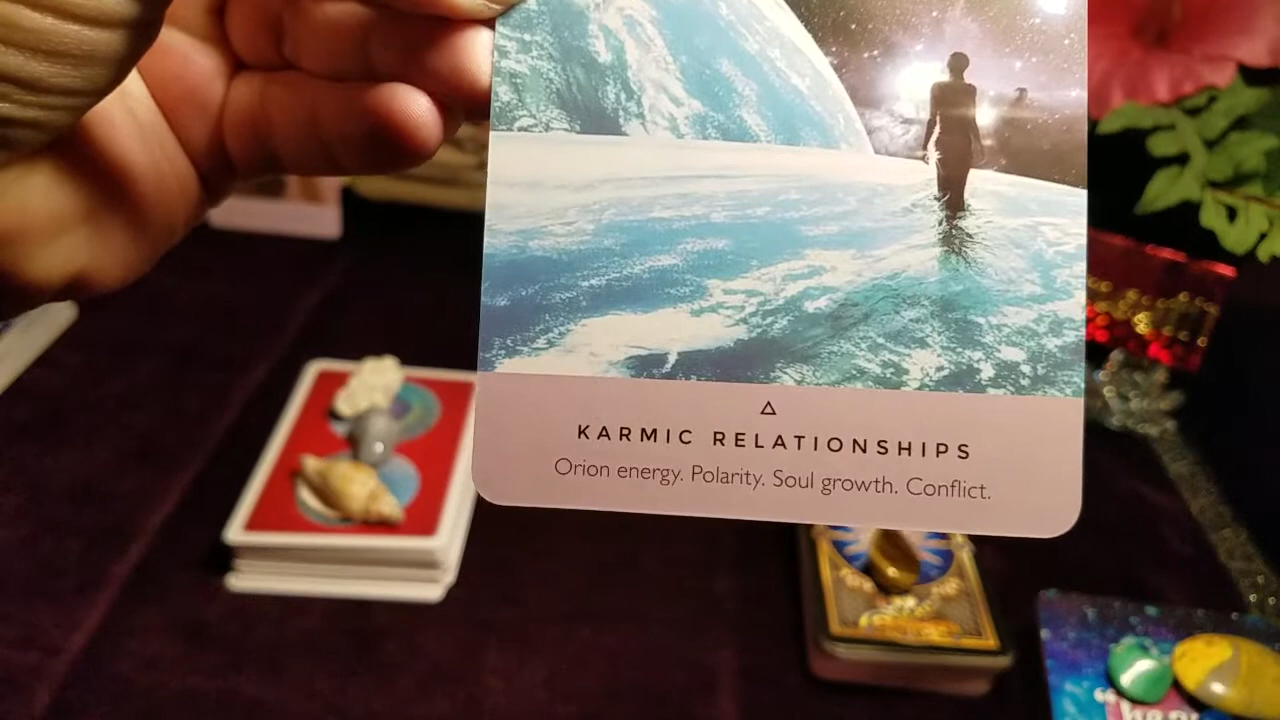 KARMIC RELATIONSHIPS
Orion energy. Polarity. Soul growth. Conflict.